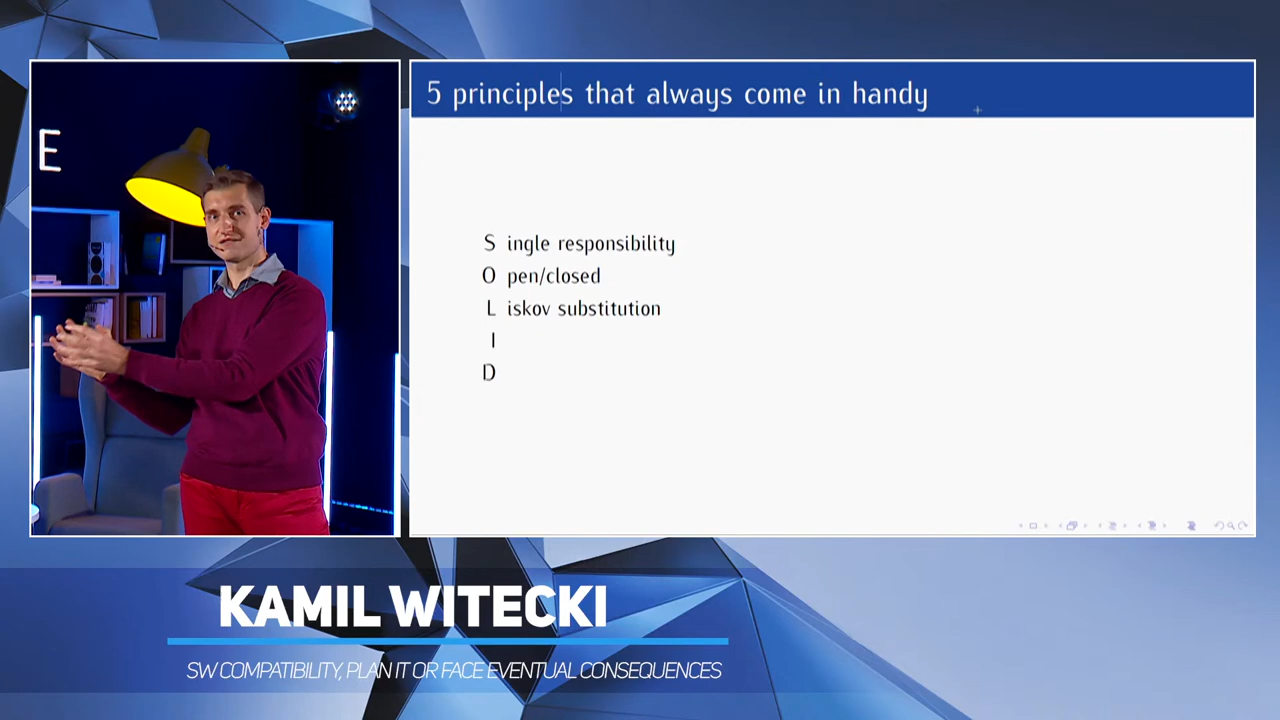 E
5 principles that always come in handy
S ingle responsibility
O pen/closed
L iskov substitution
I
D
KAMIL WITECKI
SW COMPATIBILITY, PLAN IT OR FACE EVENTUAL CONSEQUENCES